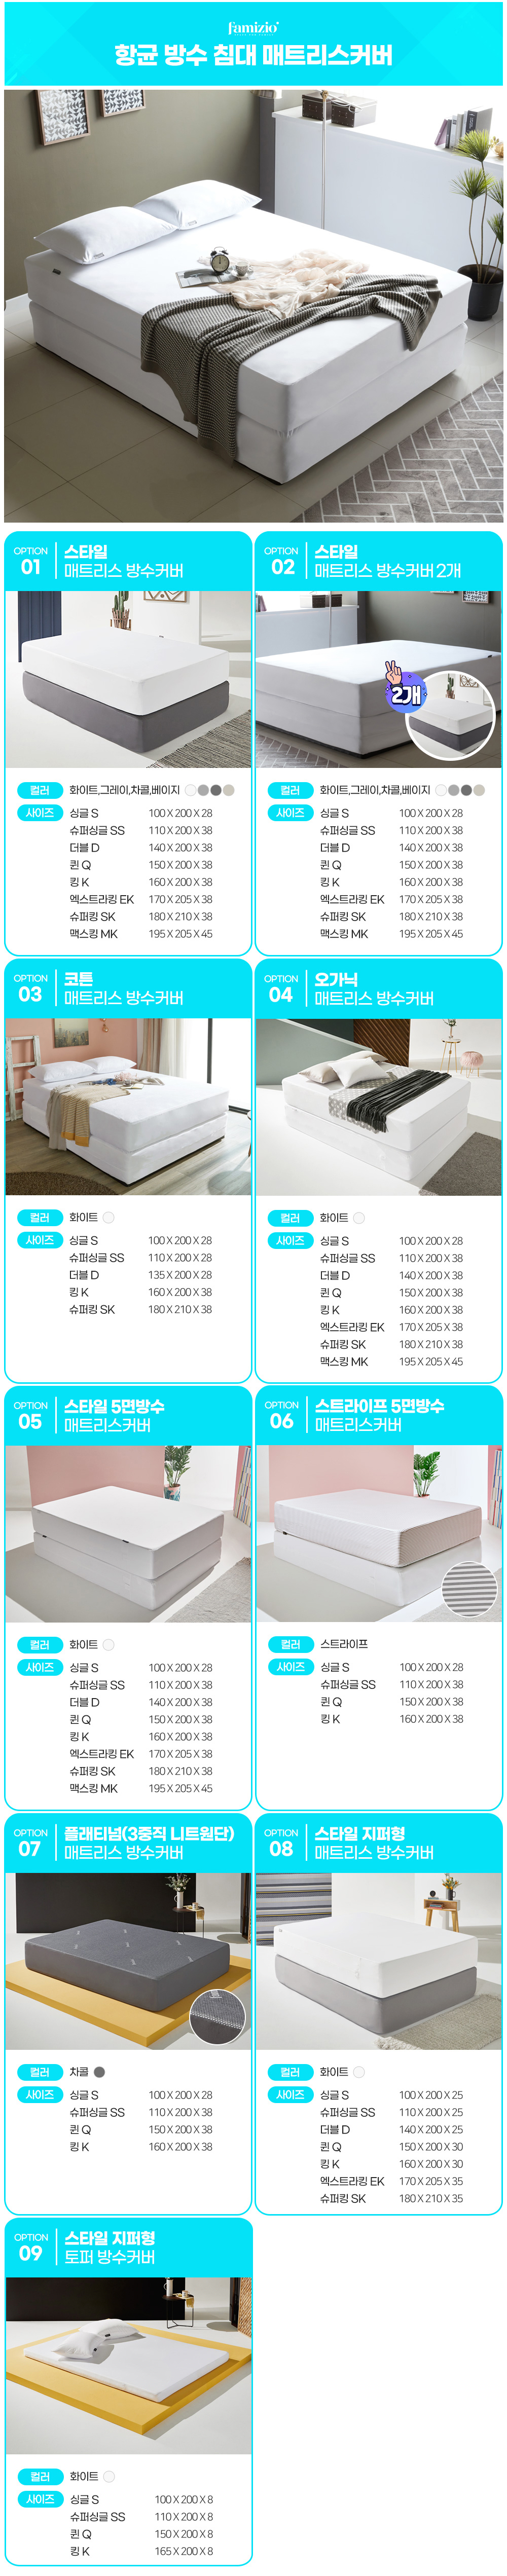 famizio
항균 방수 침대 매트리스커버
OPTION 01
스타일
매트리스 방수커버
컬러 화이트,그레이,차콜,베이지
사이즈 싱글 S 100 X 200 X 28
슈퍼싱글 SS 110 X 200 X 38
더블 D 140 X 200 X 38
퀸 Q 150 X 200 X 38
킹 K 160 X 200 X 38
엑스트라킹 EK 170 X 205 X 38
슈퍼킹 SK 180 X 210 X 38
맥스킹 MK 195 X 205 X 45
OPTION 02
스타일
매트리스 방수커버 2개
2개
컬러 화이트,그레이,차콜,베이지
사이즈 싱글 S 100 X 200 X 28
슈퍼싱글 SS 110 X 200 X 38
더블 D 140 X 200 X 38
퀸 Q 150 X 200 X 38
킹 K 160 X 200 X 38
엑스트라킹 EK 170 X 205 X 38
슈퍼킹 SK 180 X 210 X 38
맥스킹 MK 195 X 205 X 45
OPTION 03
코튼
매트리스 방수커버
컬러 화이트
사이즈 싱글 S 100 X 200 X 28
슈퍼싱글 SS 110 X 200 X 28
더블 D 135 X 200 X 28
킹 K 160 X 200 X 38
슈퍼킹 SK 180 X 210 X 38
OPTION 04
오가닉
매트리스 방수커버
컬러 화이트
사이즈 싱글 S 100 X 200 X 28
슈퍼싱글 SS 110 X 200 X 38
더블 D 140 X 200 X 38
퀸 Q 150 X 200 X 38
킹 K 160 X 200 X 38
엑스트라킹 EK 170 X 205 X 38
슈퍼킹 SK 180 X 210 X 38
맥스킹 MK 195 X 205 X 45
OPTION 05
스타일 5면방수
매트리스커버
컬러 화이트
사이즈 싱글 S 100 X 200 X 28
슈퍼싱글 SS 110 X 200 X 38
더블 D 140 X 200 X 38
퀸 Q 150 X 200 X 38
킹 K 160 X 200 X 38
엑스트라킹 EK 170 X 205 X 38
슈퍼킹 SK 180 X 210 X 38
맥스킹 MK 195 X 205 X 45
OPTION 06
스트라이프 5면방수
매트리스커버
컬러 스트라이프
사이즈 싱글 S 100 X 200 X 28
슈퍼싱글 SS 110 X 200 X 38
퀸 Q 150 X 200 X 38
킹 K 160 X 200 X 38
OPTION 07
플래티넘(3중직 니트원단)
매트리스 방수커버
컬러 차콜
사이즈 싱글 S 100 X 200 X 28
슈퍼싱글 SS 110 X 200 X 38
퀸 Q 150 X 200 X 38
킹 K 160 X 200 X 38
OPTION 08
스타일 지퍼형
매트리스 방수커버
컬러 화이트
사이즈 싱글 S 100 X 200 X 25
슈퍼싱글 SS 110 X 200 X 25
더블 D 140 X 200 X 25
퀸 Q 150 X 200 X 30
킹 K 160 X 200 X 30
엑스트라킹 EK 170 X 205 X 35
슈퍼킹 SK 180 X 210 X 35
OPTION 09
스타일 지퍼형
토퍼 방수커버
컬러 화이트
사이즈 싱글 S 100 X 200 X 8
슈퍼싱글 SS 110 X 200 X 8
퀸 Q 150 X 200 X 8
킹 K 165 X 200 X 8